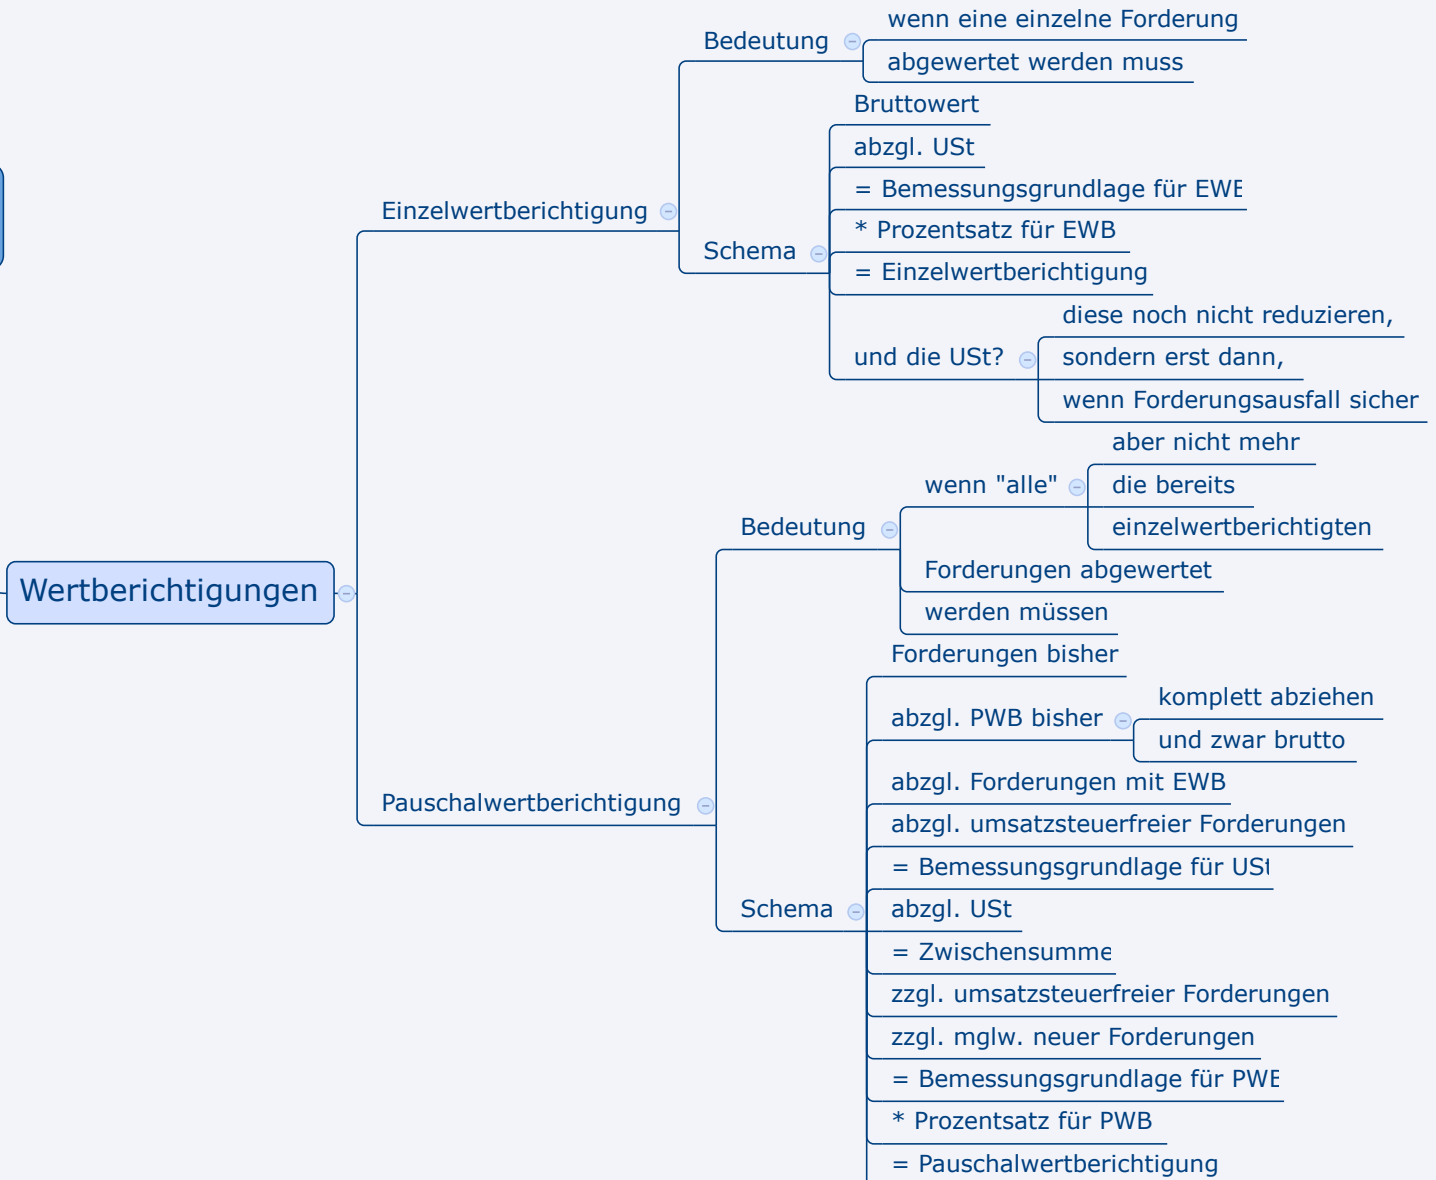 wenn eine einzelne Forderung
Bedeutung
abgewertet werden muss
Bruttowert
abzgl. USt
= Bemessungsgrundlage für EWB
Einzelwertberichtigung
* Prozentsatz für EWB
Schema
= Einzelwertberichtigung
diese noch nicht reduzieren,
und die USt?
sondern erst dann,
wenn Forderungsausfall sicher
aber nicht mehr
wenn "alle"
die bereits
Bedeutung
einzelwertberichtigten
Forderungen abgewertet
Wertberichtigungen
werden müssen
Forderungen bisher
komplett abziehen
abzgl. PWB bisher
und zwar brutto
abzgl. Forderungen mit EWB
Pauschalwertberichtigung
abzgl. umsatzsteuerfreier Forderungen
= Bemessungsgrundlage für USt
Schema
abzgl. USt
= Zwischensumme
zzgl. umsatzsteuerfreier Forderungen
zzgl. mglw. neuer Forderungen
= Bemessungsgrundlage für PWB
* Prozentsatz für PWB
= Pauschalwertberichtigung